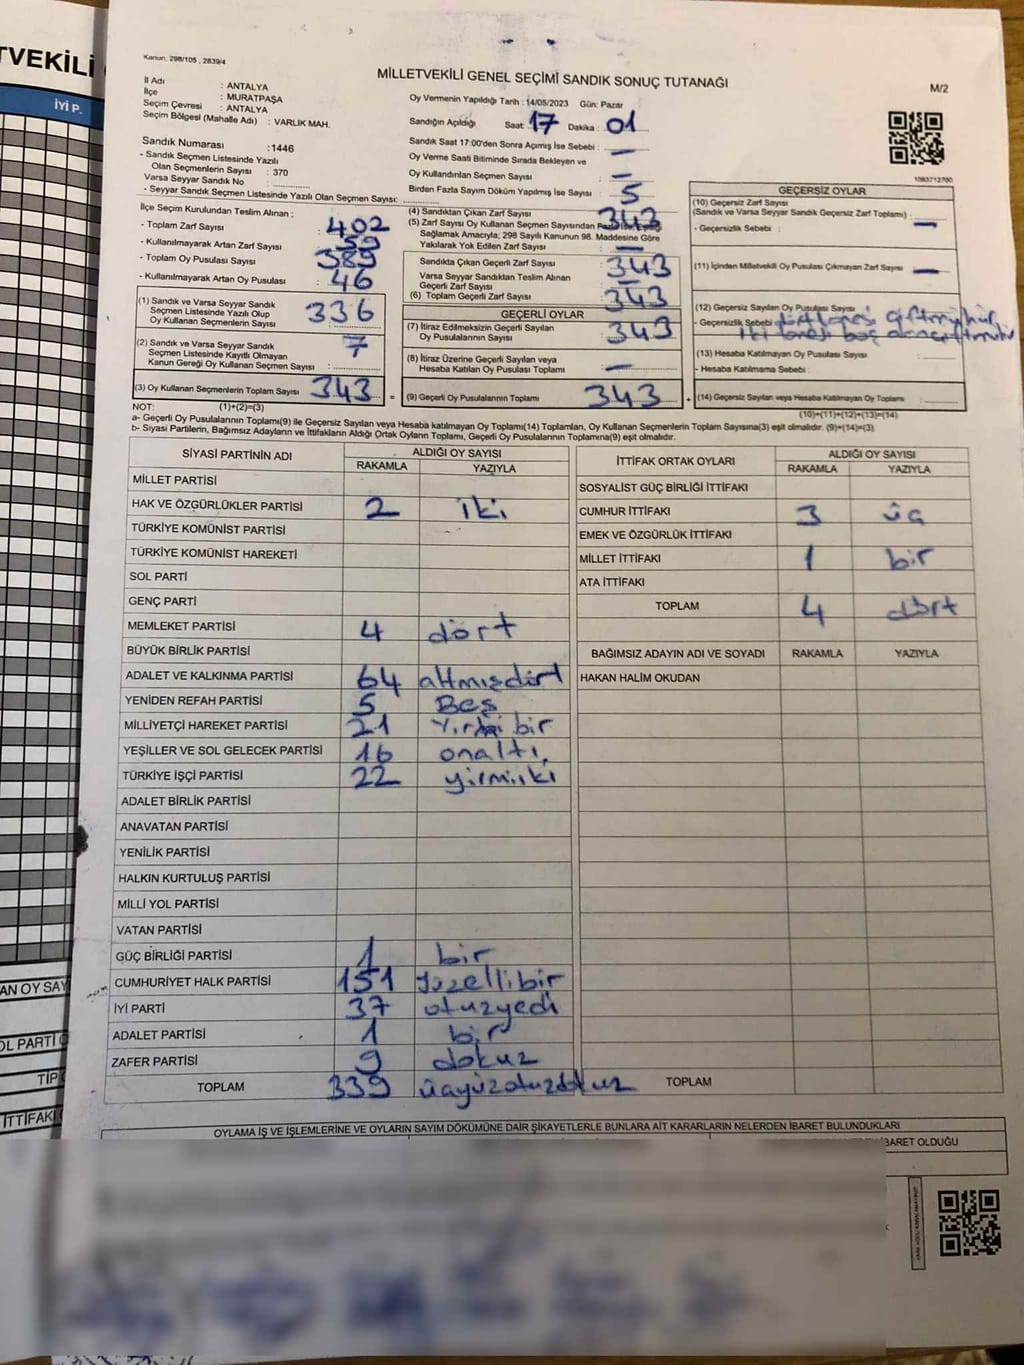 TVEKİLİ
İYİ P.
Kanun: 298/105 , 2839/4
MİLLETVEKİLİ GENEL SEÇİMİ SANDIK SONUÇ TUTANAĞI
M/2
İl Adı : ANTALYA
İlçe : MURATPAŞA
Seçim Çevresi : ANTALYA
Seçim Bölgesi (Mahalle Adı) : VARLIK MAH.
Sandık Numarası :1446
- Sandık Seçmen Listesinde Yazılı
Olan Seçmenlerin Sayısı : 370
Varsa Seyyar Sandık No
- Seyyar Sandık Seçmen Listesinde Yazılı Olan Seçmen Sayısı:
Oy Vermenin Yapıldığı Tarih : 14/05/2023 Gün: Pazar
Sandığın Açıldığı Saat: 17 Dakika : 01
Sandık Saat 17:00'den Sonra Açılmış İse Sebebi : —
Oy Verme Saati Bitiminde Sırada Bekleyen ve
Oy Kullandırılan Seçmen Sayısı : —
Birden Fazla Sayım Döküm Yapılmış İse Sayısı : 5
1083712700
İlçe Seçim Kurulundan Teslim Alınan ;
- Toplam Zarf Sayısı : 402
- Kullanılmayarak Artan Zarf Sayısı : 59
- Toplam Oy Pusulası Sayısı : 389
- Kullanılmayarak Artan Oy Pusulası : 46
(1) Sandık ve Varsa Seyyar Sandık
Seçmen Listesinde Yazılı Olup
Oy Kullanan Seçmenlerin Sayısı : 336
(2) Sandık ve Varsa Seyyar Sandık
Seçmen Listesinde Kayıtlı Olmayan
Kanun Gereği Oy Kullanan Seçmen Sayısı : 7
(3) Oy Kullanan Seçmenlerin Toplam Sayısı : 343 =
(4) Sandıktan Çıkan Zarf Sayısı : 343
(5) Zarf Sayısı Oy Kullanan Seçmen Sayısından Fazla İse, Eşitliği
Sağlamak Amacıyla; 298 Sayılı Kanunun 98. Maddesine Göre
Yakılarak Yok Edilen Zarf Sayısı : —
Sandıkta Çıkan Geçerli Zarf Sayısı : 343
Varsa Seyyar Sandıktan Teslim Alınan
Geçerli Zarf Sayısı : —
(6) Toplam Geçerli Zarf Sayısı : 343
GEÇERLİ OYLAR
(7) İtiraz Edilmeksizin Geçerli Sayılan
Oy Pusulalarının Sayısı : 343
(8) İtiraz Üzerine Geçerli Sayılan veya
Hesaba Katılan Oy Pusulası Toplamı : —
(9) Geçerli Oy Pusulalarının Toplamı : 343 +
GEÇERSİZ OYLAR
(10) Geçersiz Zarf Sayısı
(Sandık ve Varsa Seyyar Sandık Geçersiz Zarf Toplamı) :
- Geçersizlik Sebebi : —
(11) İçinden Milletvekili Oy Pusulası Çıkmayan Zarf Sayısı : —
(12) Geçersiz Sayılan Oy Pusulası Sayısı
- Geçersizlik Sebebi
(13) Hesaba Katılmayan Oy Pusulası Sayısı
- Hesaba Katılmama Sebebi :
(14) Geçersiz Sayılan veya Hesaba Katılmayan Oy Toplamı :
NOT: (1)+(2)=(3)
(10)+(11)+(12)+(13)=(14)
a- Geçerli Oy Pusulalarının Toplamı(9) ile Geçersiz Sayılan veya Hesaba katılmayan Oy Toplamı(14) Toplamları, Oy Kullanan Seçmenlerin Toplam Sayısına(3) eşit olmalıdır. (9)+(14)=(3)
b- Siyasi Partilerin, Bağımsız Adayların ve İttifakların Aldığı Ortak Oyların Toplamı, Geçerli Oy Pusulalarının Toplamına(9) eşit olmalıdır.
SİYASİ PARTİNİN ADI ALDIĞI OY SAYISI
RAKAMLA YAZIYLA
MİLLET PARTİSİ
HAK VE ÖZGÜRLÜKLER PARTİSİ 2 iki
TÜRKİYE KOMÜNİST PARTİSİ
TÜRKİYE KOMÜNİST HAREKETİ
SOL PARTİ
GENÇ PARTİ
MEMLEKET PARTİSİ 4 dört
BÜYÜK BİRLİK PARTİSİ
ADALET VE KALKINMA PARTİSİ 64 altmışdört
YENİDEN REFAH PARTİSİ 5 Beş
MİLLİYETÇİ HAREKET PARTİSİ 21 Yirmi bir
YEŞİLLER VE SOL GELECEK PARTİSİ 16 onaltı
TÜRKİYE İŞÇİ PARTİSİ 22 yirmiiki
ADALET BİRLİK PARTİSİ
ANAVATAN PARTİSİ
YENİLİK PARTİSİ
HALKIN KURTULUŞ PARTİSİ
MİLLİ YOL PARTİSİ
VATAN PARTİSİ
GÜÇ BİRLİĞİ PARTİSİ 1 bir
CUMHURİYET HALK PARTİSİ 151 yüzellibir
İYİ PARTİ 37 otuzyedi
ADALET PARTİSİ 1 bir
ZAFER PARTİSİ 9 dokuz
TOPLAM 339 üçyüzotuzdokuz
İTTİFAK ORTAK OYLARI ALDIĞI OY SAYISI
RAKAMLA YAZIYLA
SOSYALİST GÜÇ BİRLİĞİ İTTİFAKI
CUMHUR İTTİFAKI 3 üç
EMEK VE ÖZGÜRLÜK İTTİFAKI
MİLLET İTTİFAKI 1 bir
ATA İTTİFAKI
TOPLAM 4 dört
BAĞIMSIZ ADAYIN ADI VE SOYADI RAKAMLA YAZIYLA
HAKAN HALİM OKUDAN
TOPLAM
OYLAMA İŞ VE İŞLEMLERİNE VE OYLARIN SAYIM DÖKÜMÜNE DAİR ŞİKAYETLERLE BUNLARA AİT KARARLARIN NELERDEN İBARET BULUNDUKLARI
BARET OLDUĞU
AN OY SAY
OL PARTİ
TİP
İTTİFAKI